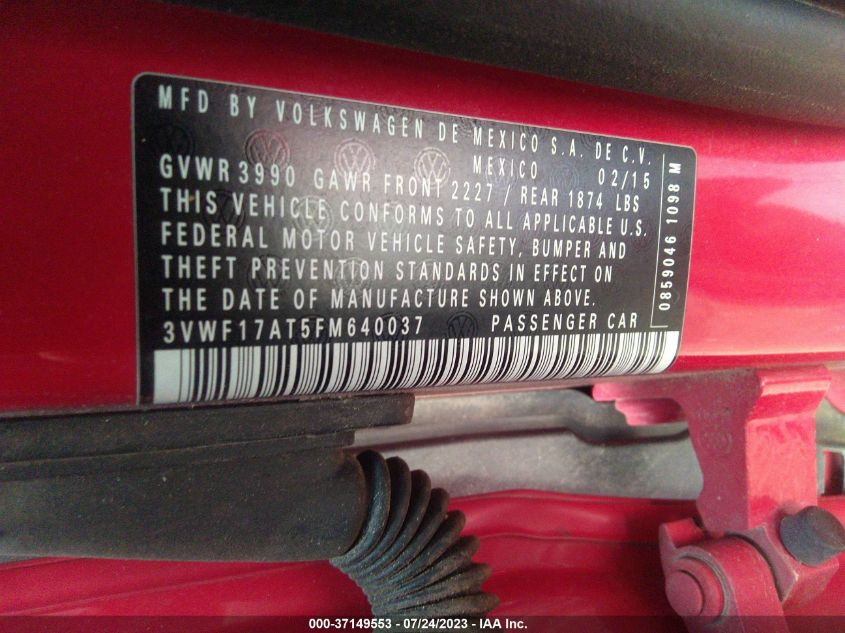 MFD BY VOLKSWAGEN DE MEXICO S.A. DE C.V.
MEXICO 02/15
GVWR 3990 GAWR FRONT 2227 / REAR 1874 LBS
THIS VEHICLE CONFORMS TO ALL APPLICABLE U.S.
FEDERAL MOTOR VEHICLE SAFETY, BUMPER AND
THEFT PREVENTION STANDARDS IN EFFECT ON
THE DATE OF MANUFACTURE SHOWN ABOVE.
3VWF17AT5FM640037 PASSENGER CAR
0859046 1098 M
000-37149553 - 07/24/2023 - IAA Inc.